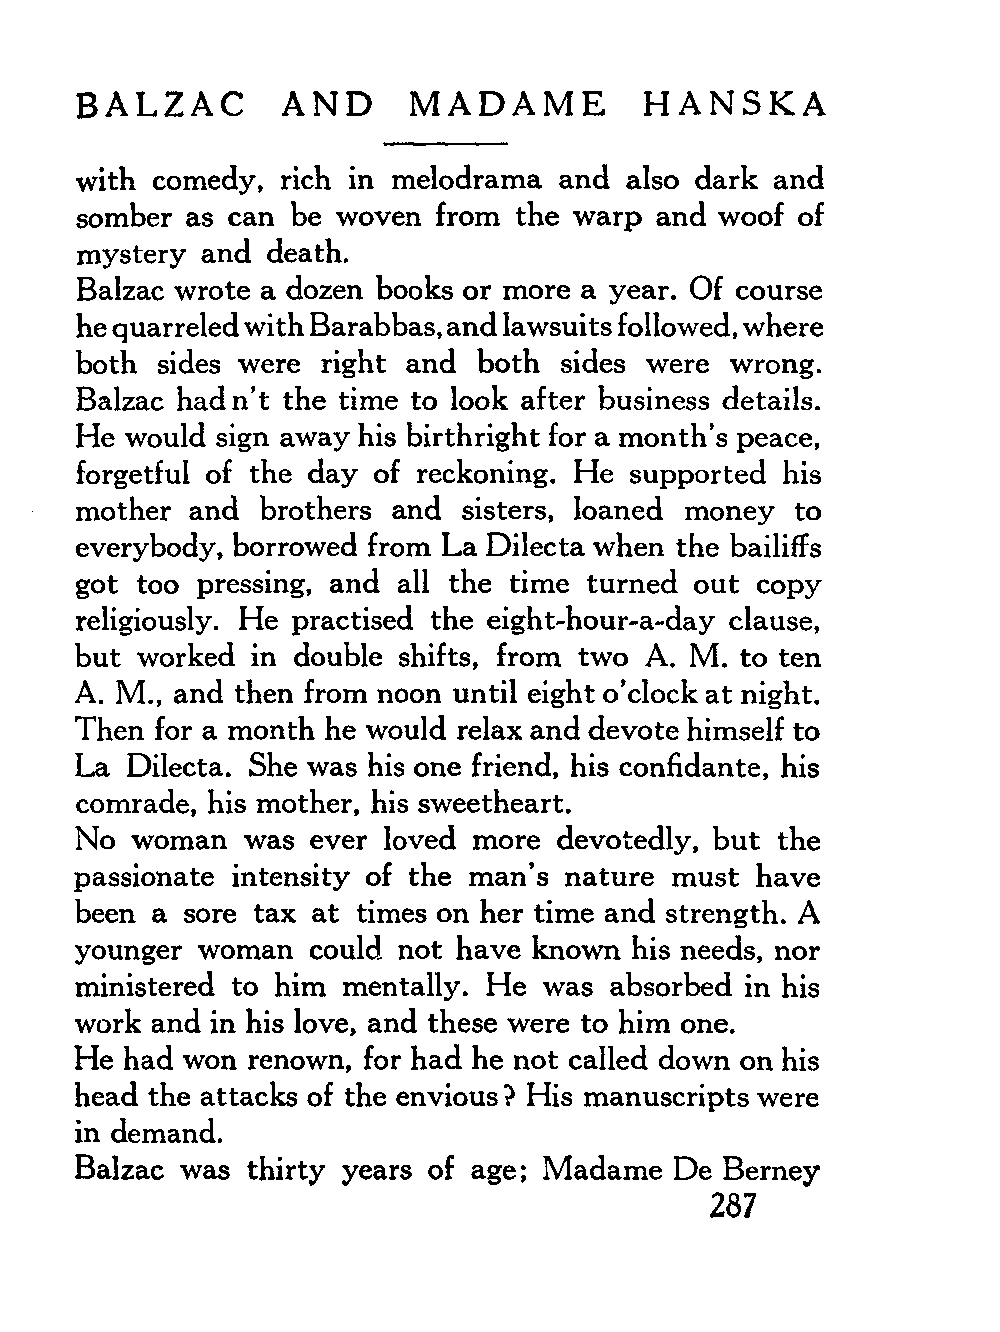 BALZAC AND MADAME HANSKA
with comedy, rich in melodrama and also dark and
somber as can be woven from the warp and woof of
mystery and death.
Balzac wrote a dozen books or more a year. Of course
he quarreled with Barabbas, and lawsuits followed, where
both sides were right and both sides were wrong.
Balzac hadn't the time to look after business details.
He would sign away his birthright for a month's peace,
forgetful of the day of reckoning. He supported his
mother and brothers and sisters, loaned money to
everybody, borrowed from La Dilecta when the bailiffs
got too pressing, and all the time turned out copy
religiously. He practised the eight-hour-a-day clause,
but worked in double shifts, from two A. M. to ten
A. M., and then from noon until eight o'clock at night.
Then for a month he would relax and devote himself to
La Dilecta. She was his one friend, his confidante, his
comrade, his mother, his sweetheart.
No woman was ever loved more devotedly, but the
passionate intensity of the man's nature must have
been a sore tax at times on her time and strength. A
younger woman could not have known his needs, nor
ministered to him mentally. He was absorbed in his
work and in his love, and these were to him one.
He had won renown, for had he not called down on his
head the attacks of the envious? His manuscripts were
in demand.
Balzac was thirty years of age; Madame De Berney
287